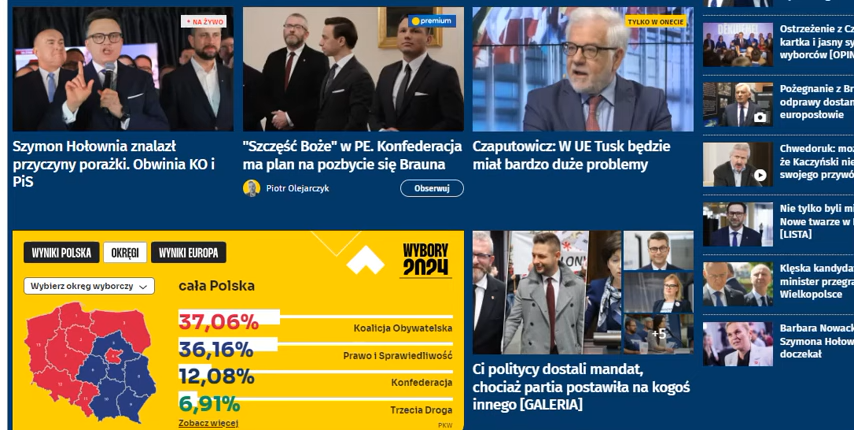 • NA ŻYWO
Szymon Hołownia znalazł
przyczyny porażki. Obwinia KO i
PiS
premium
"Szczęść Boże" w PE. Konfederacja
ma plan na pozbycie się Brauna
Piotr Olejarczyk
Obserwuj
TYLKO W ONECIE
Czaputowicz: W UE Tusk będzie
miał bardzo duże problemy
WYNIKI POLSKA
OKRĘGI
WYNIKI EUROPA
WYBORY
2024
Wybierz okręg wyborczy
cała Polska
37,06%
Koalicja Obywatelska
36,16%
Prawo i Sprawiedliwość
12,08%
Konfederacja
6,91%
Trzecia Droga
Zobacz więcej
PKW
+5
Ci politycy dostali mandat,
chociaż partia postawiła na kogoś
innego [GALERIA]
Ostrzeżenie z Cz
kartka i jasny sy
wyborców [OPIN
Pożegnanie z Br
odprawy dostan
europosłowie
Chwedoruk: moż
że Kaczyński nie
swojego przywó
Nie tylko byli mi
Nowe twarze w
[LISTA]
Klęska kandyda
minister przegra
Wielkopolsce
Barbara Nowack
Szymona Hołow
doczekał